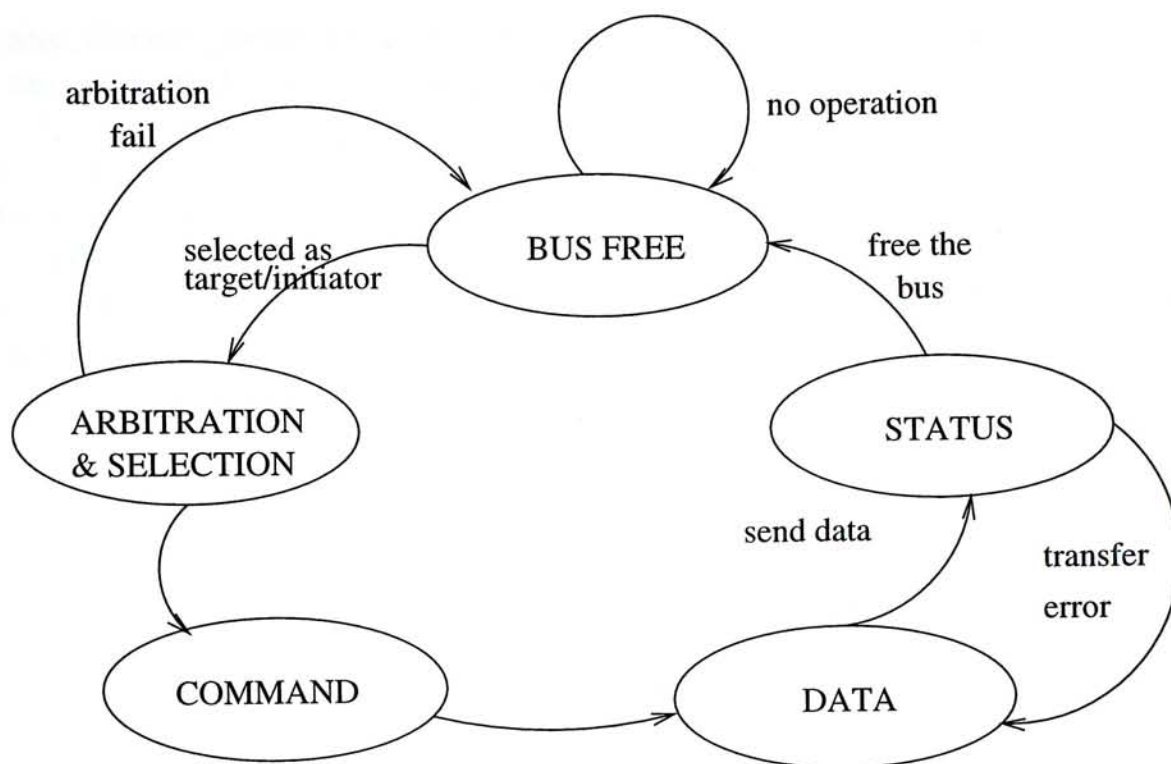 arbitration
fail
no operation
BUS FREE
selected as
target/initiator
free the
bus
ARBITRATION
& SELECTION
STATUS
send data
transfer
error
COMMAND
DATA